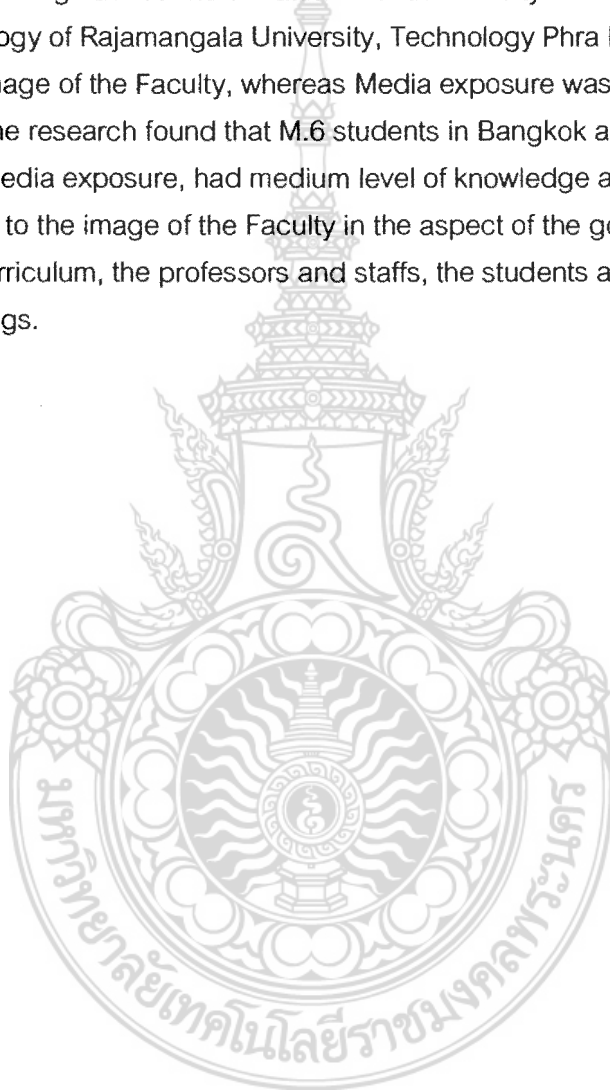 ogy of Rajamangala University, Technology Phra
age of the Faculty, whereas Media exposure was
e research found that M.6 students in Bangkok a
edia exposure, had medium level of knowledge a
to the image of the Faculty in the aspect of the g
rriculum, the professors and staffs, the students a
gs.
มหาวิทยาลัยเทคโนโลยีราชมงคลพระนคร